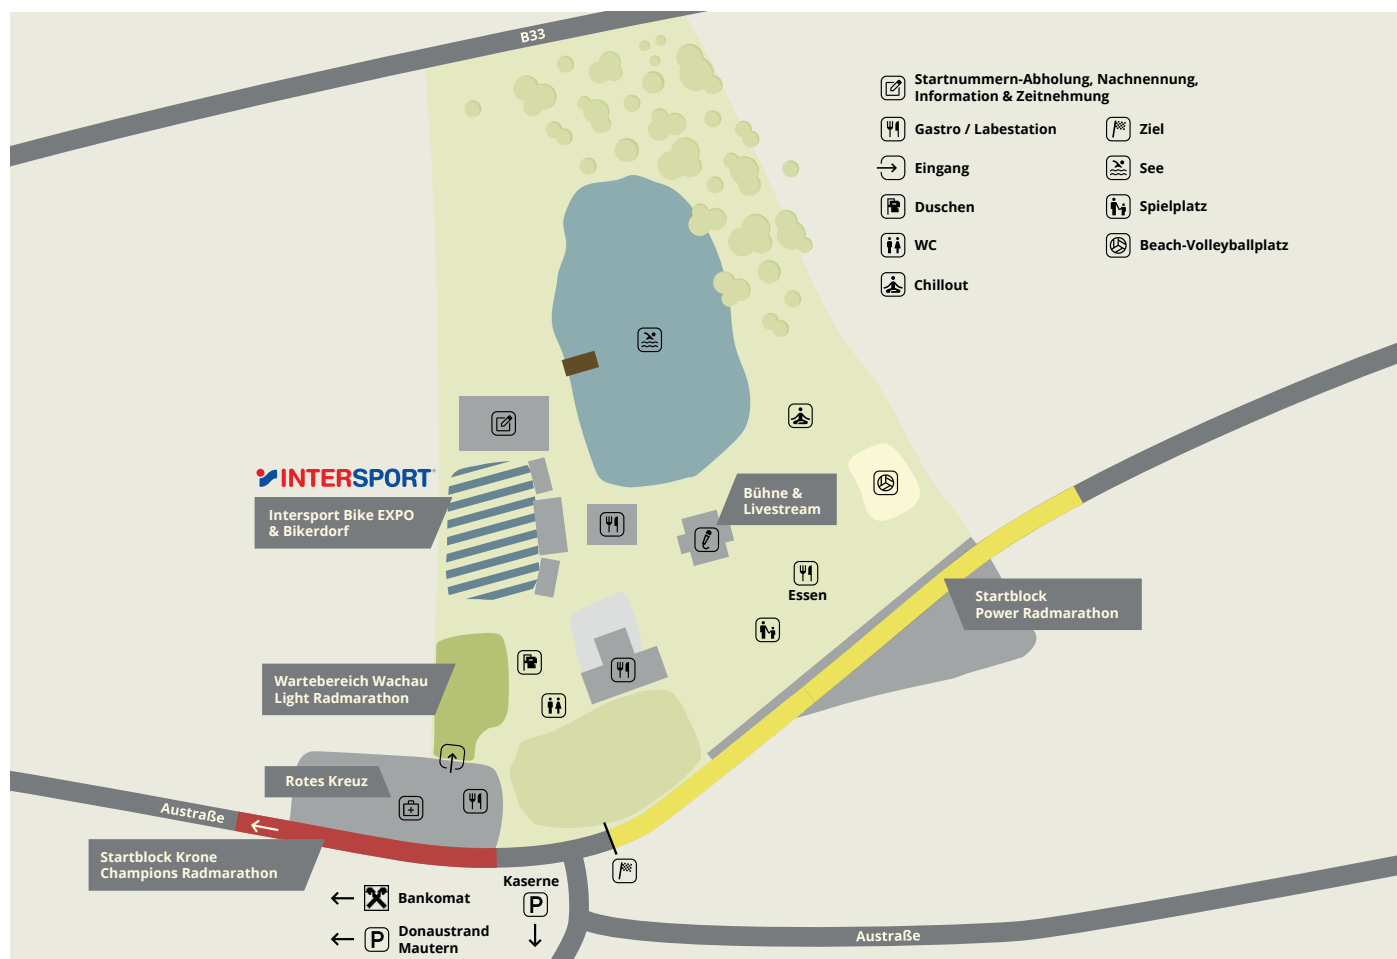 B33
Startnummern-Abholung, Nachnennung,
Information & Zeitnehmung
Gastro / Labestation
Ziel
Eingang
See
Duschen
Spielplatz
WC
Beach-Volleyballplatz
Chillout
INTERSPORT
Intersport Bike EXPO
& Bikerdorf
Bühne &
Livestream
Essen
Startblock
Power Radmarathon
Wartebereich Wachau
Light Radmarathon
Rotes Kreuz
Austraße
Startblock Krone
Champions Radmarathon
Kaserne
P
Bankomat
P
Donaustrand
Mautern
Austraße